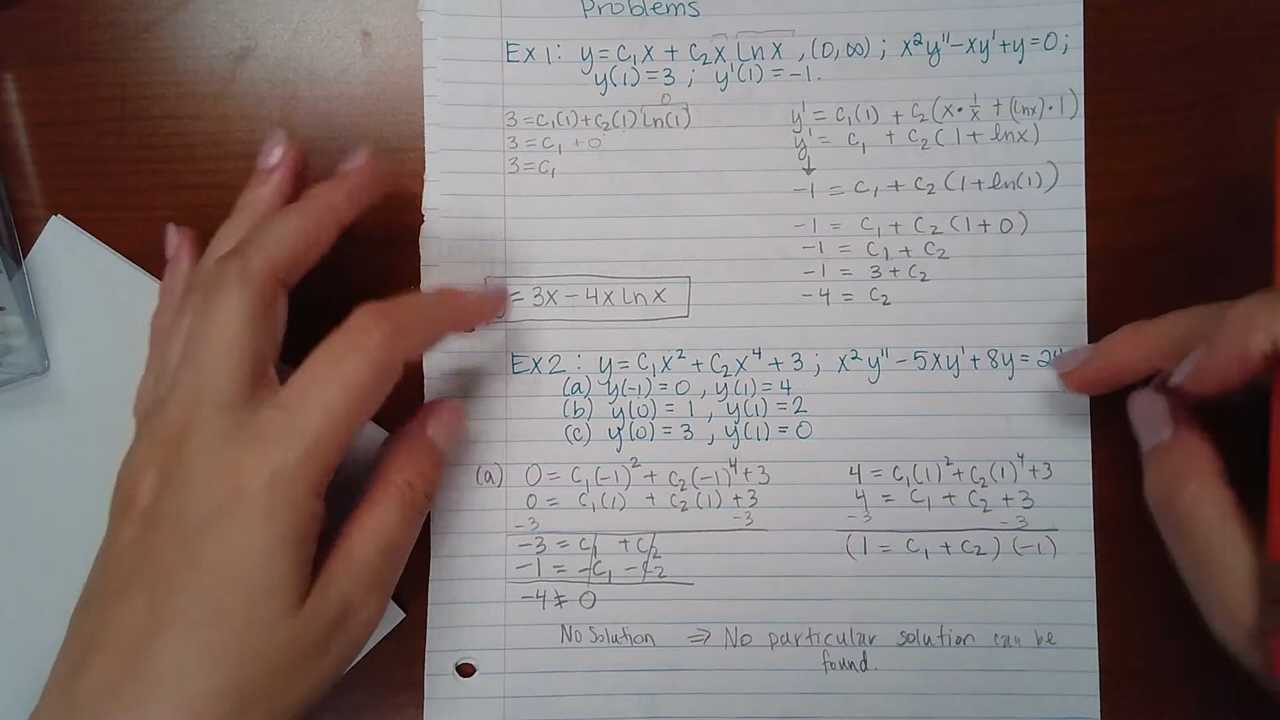 Problems
Ex 1: y = c₁x + c₂x ln x , (0, ∞) ; x²y'' − xy' + y = 0 ;
y(1) = 3 ; y'(1) = −1.
0
3 = c₁(1) + c₂(1) ln(1)
3 = c₁ + 0
3 = c₁
y' = c₁(1) + c₂(x · 1/x + (ln x) · 1)
y' = c₁ + c₂(1 + ln x)
−1 = c₁ + c₂(1 + ln(1))
−1 = c₁ + c₂(1 + 0)
−1 = c₁ + c₂
−1 = 3 + c₂
−4 = c₂
= 3x − 4x ln x
Ex 2: y = c₁x² + c₂x⁴ + 3 ; x²y'' − 5xy' + 8y = 2
(a) y(−1) = 0 , y(1) = 4
(b) y(0) = 1 , y(1) = 2
(c) y(0) = 3 , y(1) = 0
(a) 0 = c₁(−1)² + c₂(−1)⁴ + 3
0 = c₁(1) + c₂(1) + 3
−3 −3
−3 = c₁ + c₂
−1 = −c₁ − c₂
−4 ≠ 0
4 = c₁(1)² + c₂(1)⁴ + 3
4 = c₁ + c₂ + 3
−3 −3
(1 = c₁ + c₂)(−1)
No Solution ⇒ No particular solution can be
found.